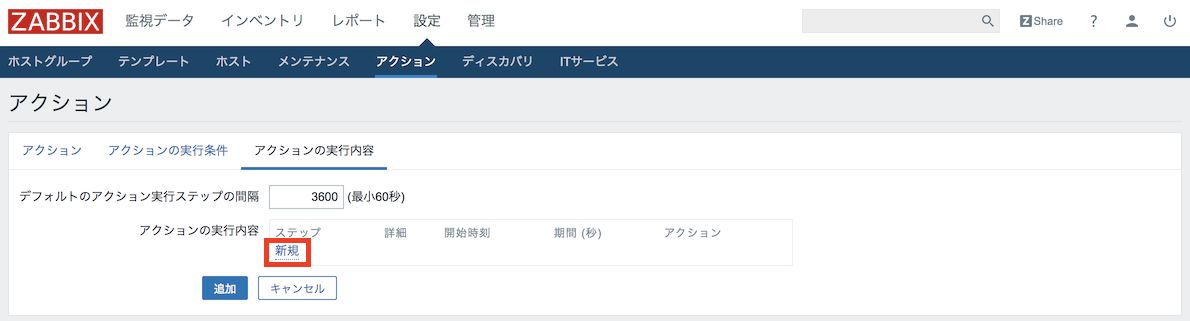 ZABBIX 監視データ インベントリ レポート 設定 管理 Z Share ?
ホストグループ テンプレート ホスト メンテナンス アクション ディスカバリ ITサービス
アクション
アクション アクションの実行条件 アクションの実行内容
デフォルトのアクション実行ステップの間隔 3600 (最小60秒)
アクションの実行内容 ステップ 詳細 開始時刻 期間 (秒) アクション
新規
追加 キャンセル